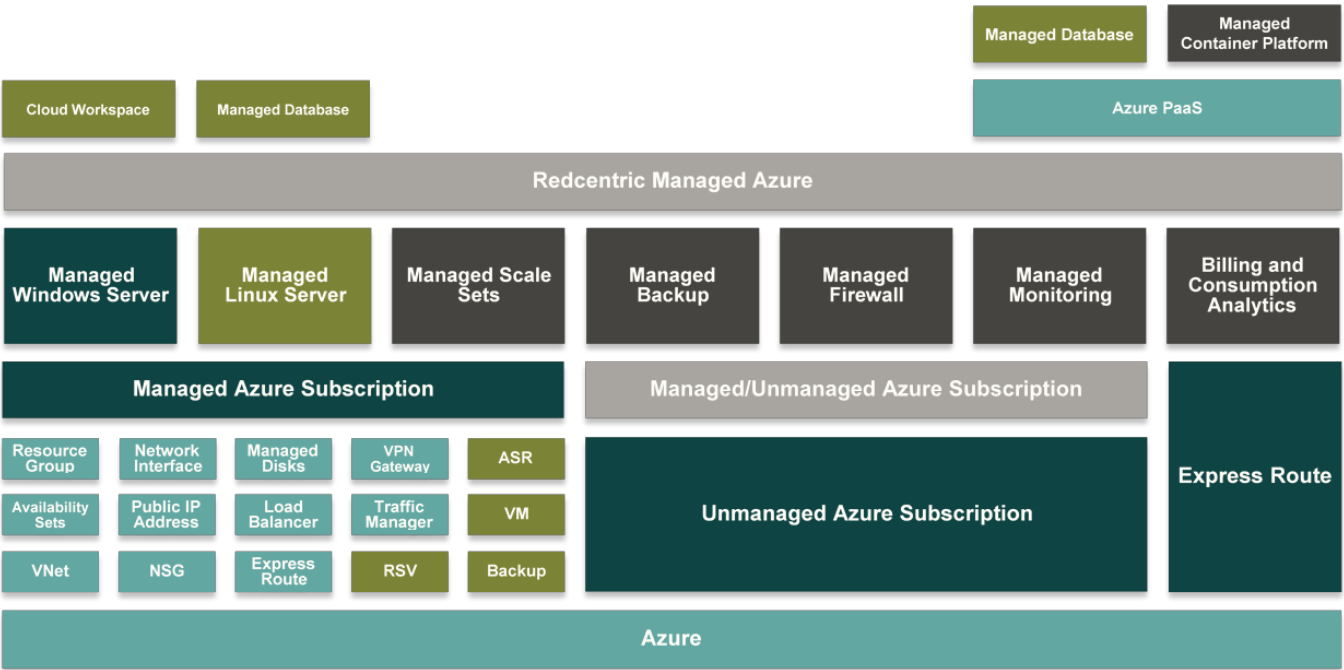 Managed Database
Managed
Container Platform
Cloud Workspace
Managed Database
Azure PaaS
Redcentric Managed Azure
Managed
Windows Server
Managed
Linux Server
Managed Scale
Sets
Managed
Backup
Managed
Firewall
Managed
Monitoring
Billing and
Consumption
Analytics
Managed Azure Subscription
Managed/Unmanaged Azure Subscription
Express Route
Resource
Group
Network
Interface
Managed
Disks
VPN
Gateway
ASR
Availability
Sets
Public IP
Address
Load
Balancer
Traffic
Manager
VM
Unmanaged Azure Subscription
VNet
NSG
Express
Route
RSV
Backup
Azure